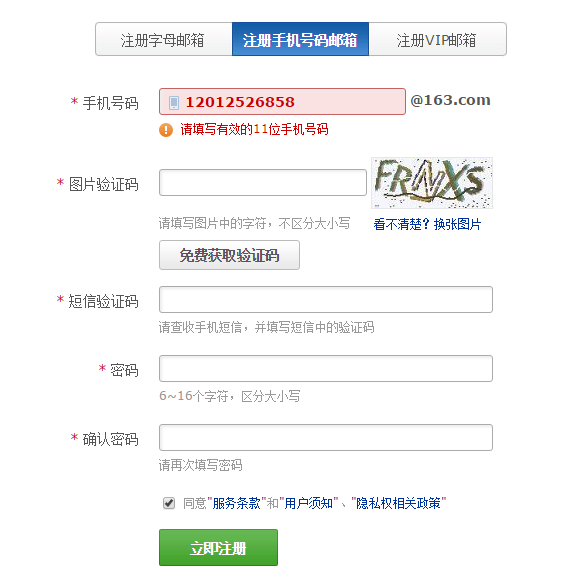 注册字母邮箱 注册手机号码邮箱 注册VIP邮箱
* 手机号码 12012526858 @163.com
请填写有效的11位手机号码
* 图片验证码 FRNXS
请填写图片中的字符，不区分大小写 看不清楚？换张图片
免费获取验证码
* 短信验证码
请查收手机短信，并填写短信中的验证码
* 密码
6~16个字符，区分大小写
* 确认密码
请再次填写密码
同意"服务条款"和"用户须知"、"隐私权相关政策"
立即注册